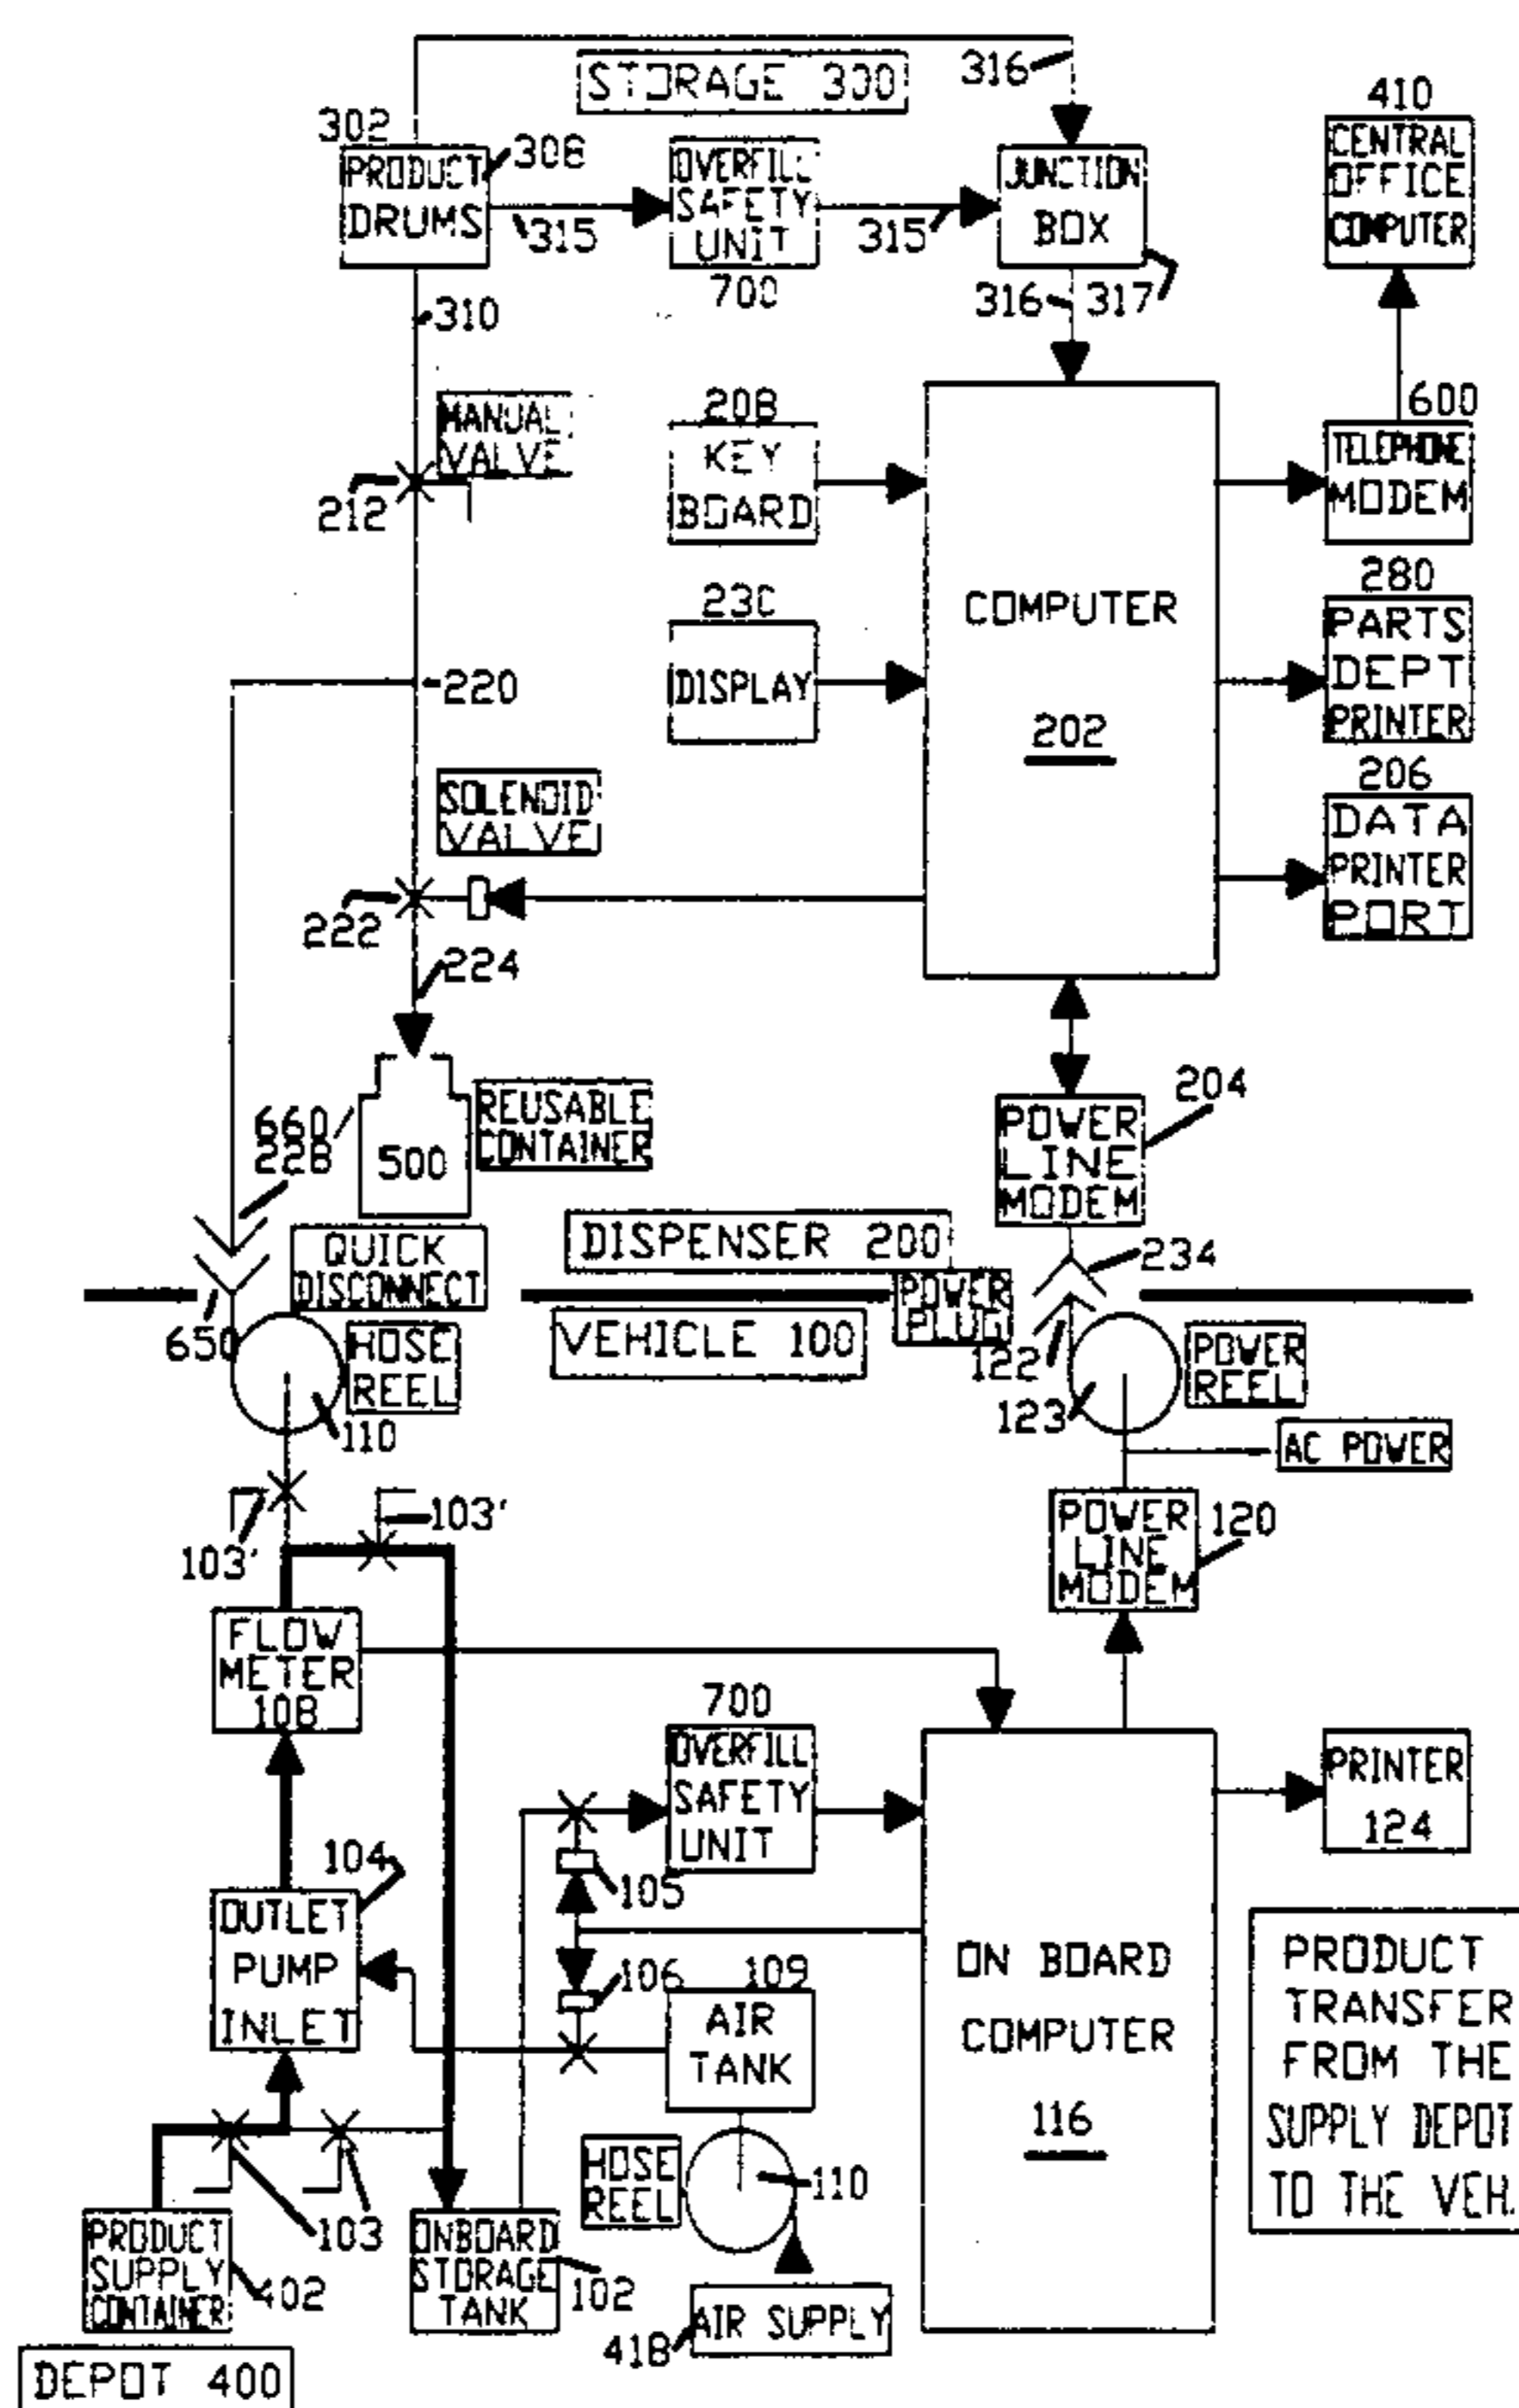 316
STORAGE 300
410
302
308
PRODUCT
DRUMS
315
OVERFILL
SAFETY
UNIT
700
315
JUNCTION
BOX
316
317
CENTRAL
OFFICE
COMPUTER
310
MANUAL
VALVE
212
208
KEY
BOARD
600
TELEPHONE
MODEM
COMPUTER
202
230
DISPLAY
280
PARTS
DEPT
PRINTER
220
206
DATA
PRINTER
PORT
SOLENOID
VALVE
222
224
660
228
500
REUSABLE
CONTAINER
204
POWER
LINE
MODEM
QUICK
DISCONNECT
DISPENSER 200
234
650
HOSE
REEL
110
VEHICLE 100
POWER
PLUG
122
123
POWER
REEL
AC POWER
103'
103'
POWER
LINE
MODEM
120
FLOW
METER
108
700
OVERFILL
SAFETY
UNIT
PRINTER
124
104
OUTLET
PUMP
INLET
105
106
109
AIR
TANK
ON BOARD
COMPUTER
116
PRODUCT
TRANSFER
FROM THE
SUPPLY DEPOT
TO THE VEH.
HOSE
REEL
110
103
PRODUCT
SUPPLY
CONTAINER
402
ONBOARD
STORAGE
TANK
102
AIR SUPPLY
418
DEPOT 400